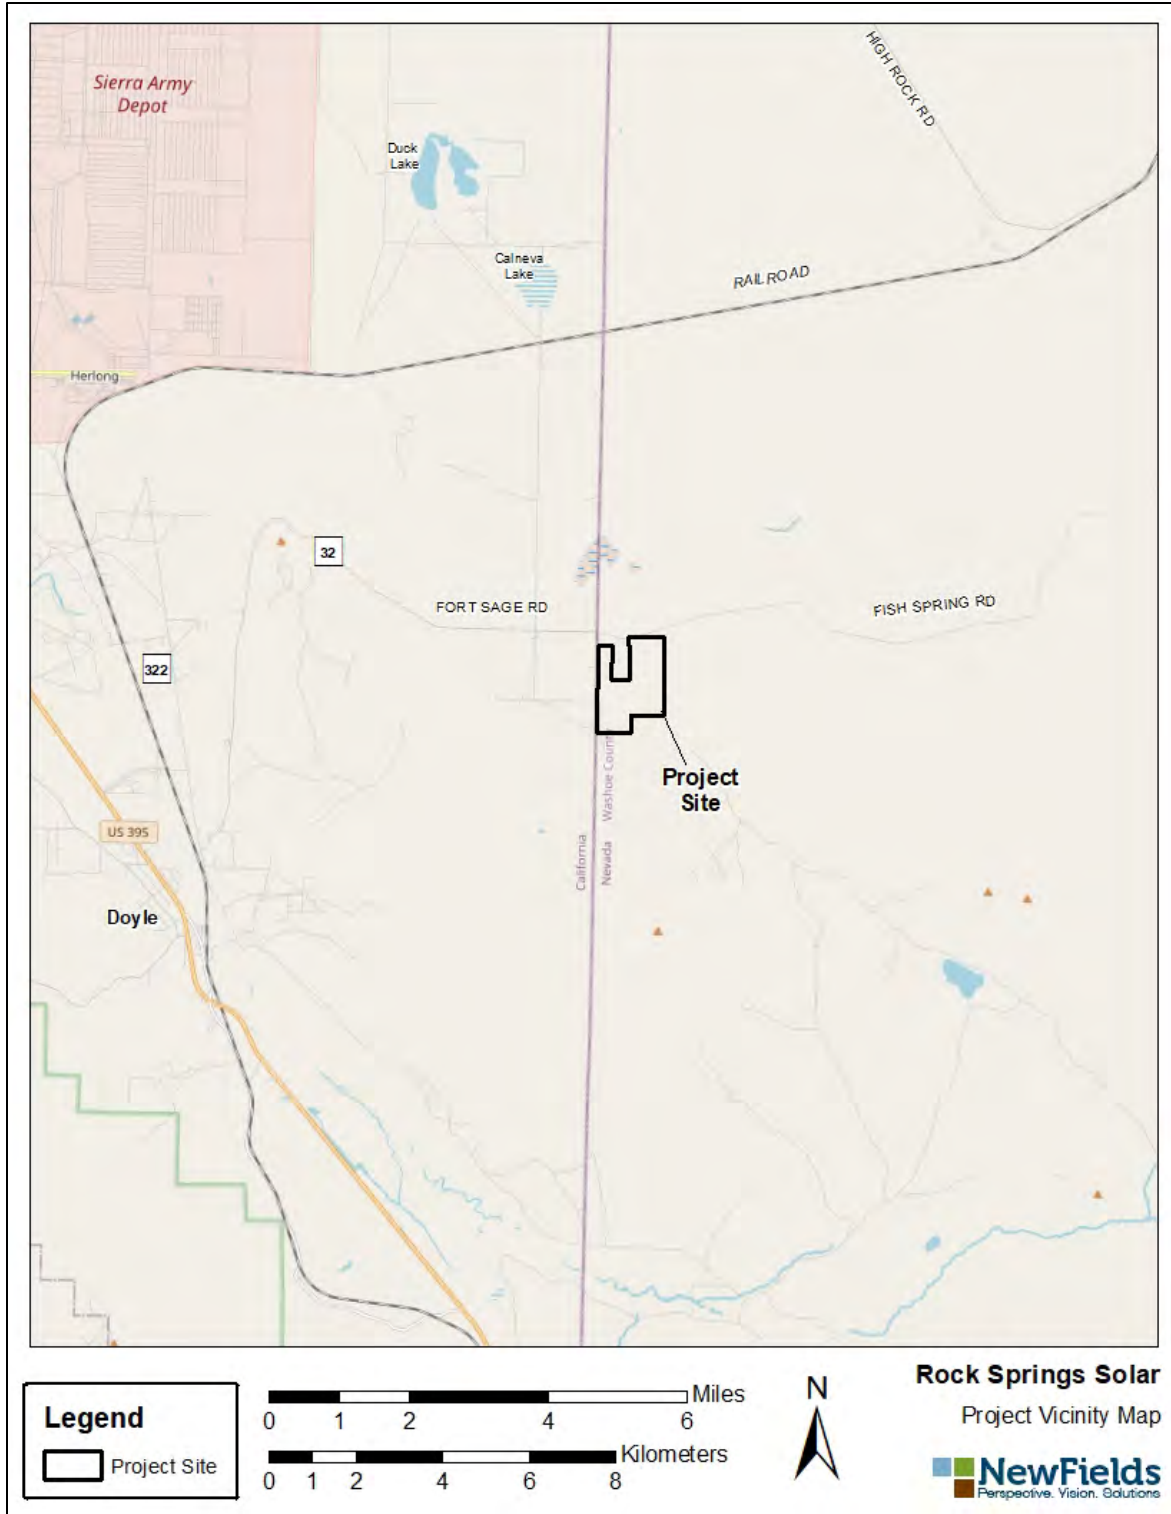 Sierra Army
Depot
HIGH ROCK RD
Duck
Lake
Calneva
Lake
RAILROAD
Herlong
32
FORT SAGE RD
FISH SPRING RD
322
Project
Site
Washoe County
California
Nevada
US 395
Doyle
Legend
Project Site
Miles
0 1 2 4 6
Kilometers
0 1 2 4 6 8
N
Rock Springs Solar
Project Vicinity Map
NewFields
Perspective. Vision. Solutions